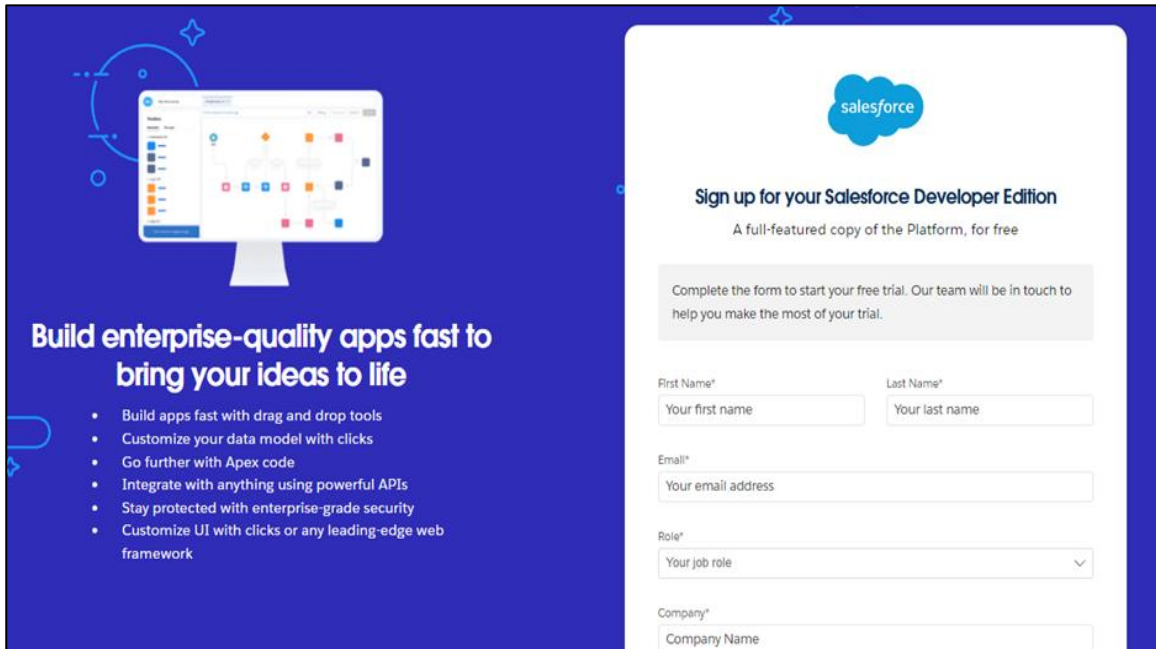 Build enterprise-quality apps fast to
bring your ideas to life
Build apps fast with drag and drop tools
Customize your data model with clicks
Go further with Apex code
Integrate with anything using powerful APIs
Stay protected with enterprise-grade security
Customize UI with clicks or any leading-edge web
framework
salesforce
Sign up for your Salesforce Developer Edition
A full-featured copy of the Platform, for free
Complete the form to start your free trial. Our team will be in touch to
help you make the most of your trial.
First Name* Last Name*
Your first name Your last name
Email*
Your email address
Role*
Your job role
Company*
Company Name